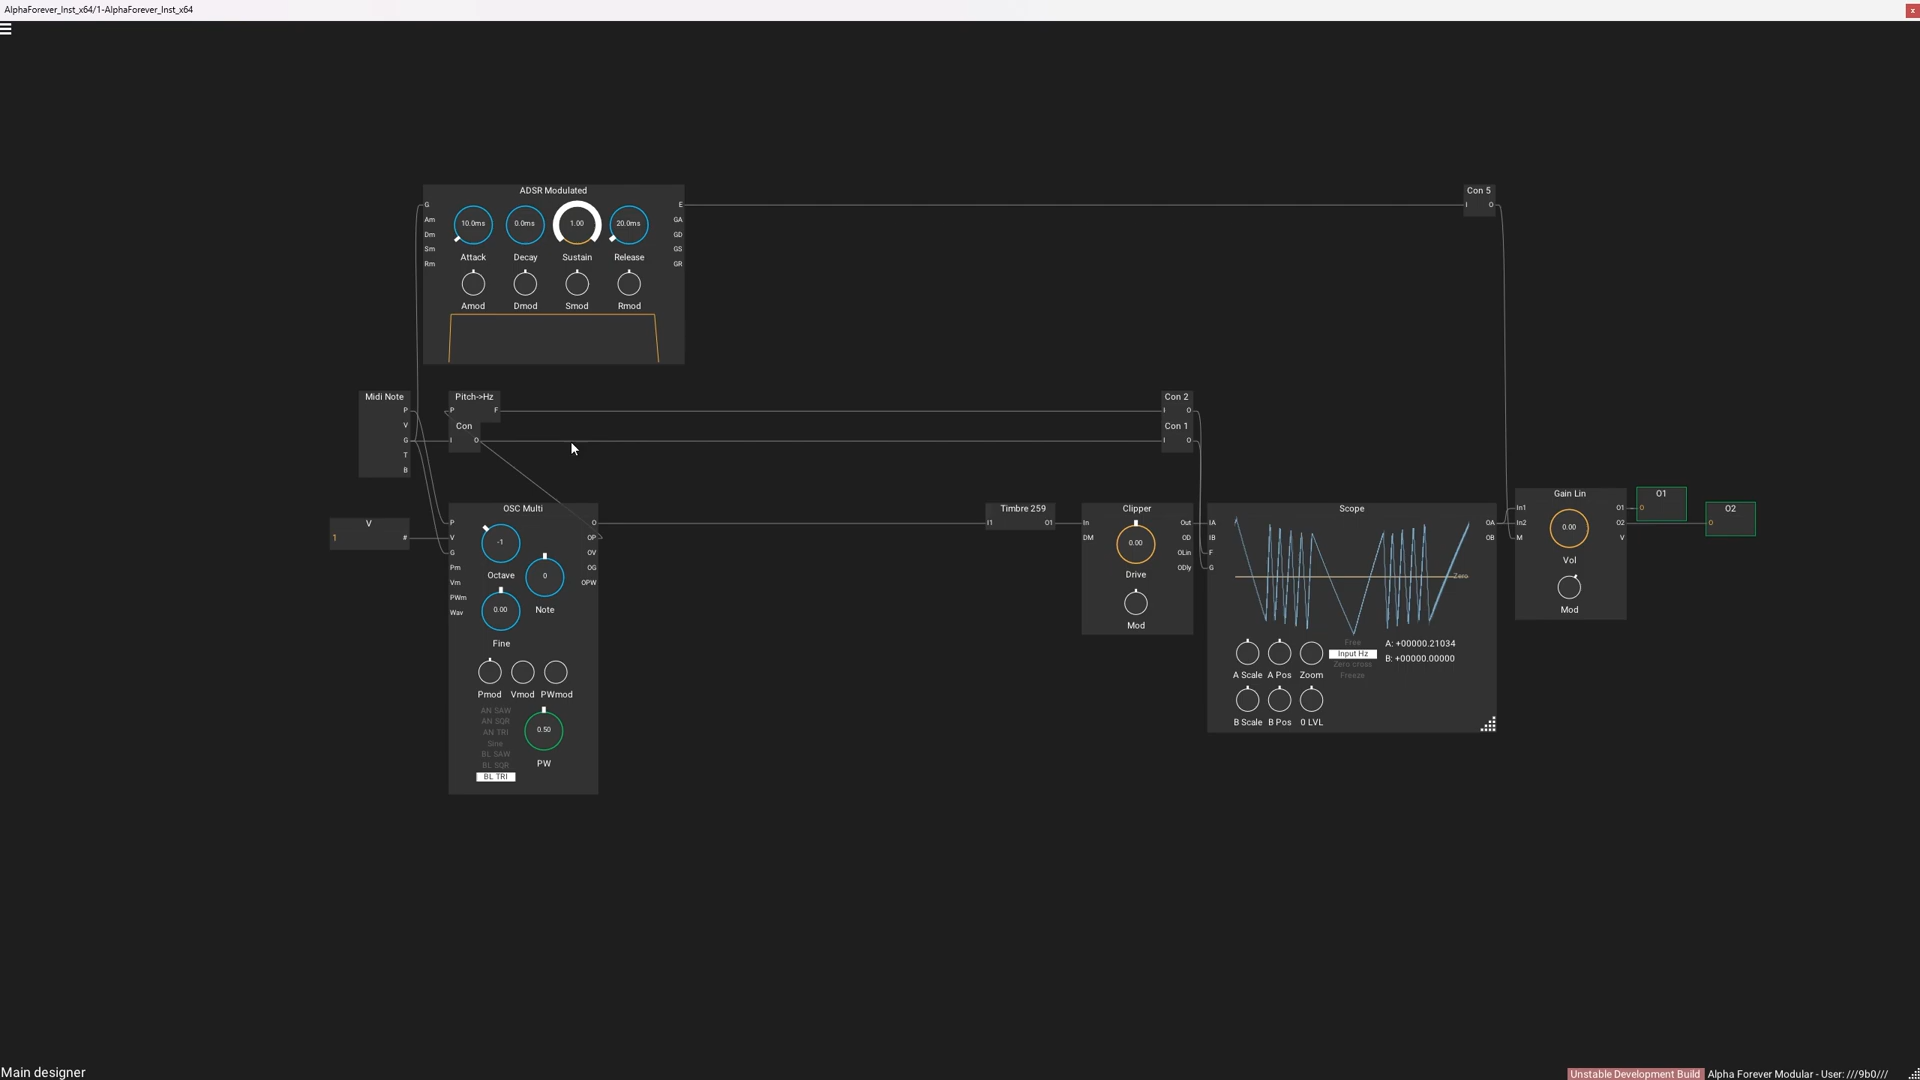 AlphaForever_Inst_x64/1-AlphaForever_Inst_x64
x
ADSR Modulated
G
Am
Dm
Sm
Rm
10.0ms
0.0ms
1.00
20.0ms
Attack
Decay
Sustain
Release
Amod
Dmod
Smod
Rmod
E
GA
GD
GS
GR
Con 5
I
O
Midi Note
P
V
G
T
B
Pitch->Hz
P
F
Con
I
O
Con 2
I
O
Con 1
I
O
V
1
#
OSC Multi
P
V
G
Pm
Vm
PWm
Wav
-1
Octave
0
Note
0.00
Fine
Pmod
Vmod
PWmod
AN SAW
AN SQR
AN TRI
Sine
BL SAW
BL SQR
BL TRI
0.50
PW
O
OP
OV
OG
OPW
Timbre 259
I1
O1
Clipper
In
DM
0.00
Drive
Mod
Out
OD
OLin
ODly
Scope
IA
IB
F
G
Zero
A Scale
A Pos
Zoom
B Scale
B Pos
0 LVL
Free
Input Hz
Zero cross
Freeze
A: +00000.21034
B: +00000.00000
OA
OB
Gain Lin
In1
In2
M
0.00
Vol
Mod
O1
O2
V
O1
0
O2
0
Main designer
Unstable Development Build
Alpha Forever Modular - User: ///9b0///